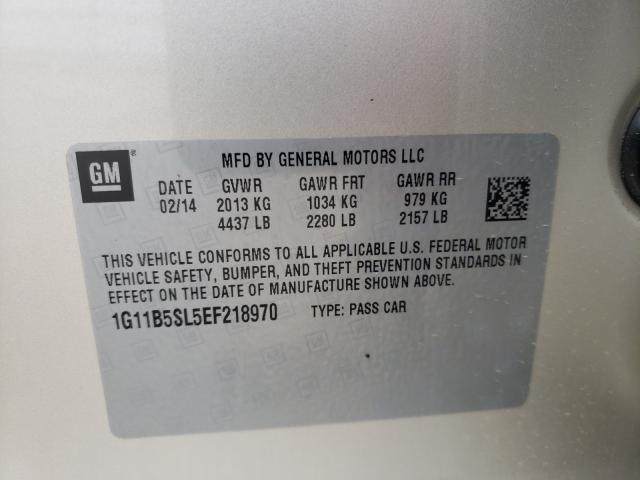 GM
®
MFD BY GENERAL MOTORS LLC
DATE GVWR GAWR FRT GAWR RR
02/14 2013 KG 1034 KG 979 KG
4437 LB 2280 LB 2157 LB
THIS VEHICLE CONFORMS TO ALL APPLICABLE U.S. FEDERAL MOTOR
VEHICLE SAFETY, BUMPER, AND THEFT PREVENTION STANDARDS IN
EFFECT ON THE DATE OF MANUFACTURE SHOWN ABOVE.
1G11B5SL5EF218970 TYPE: PASS CAR